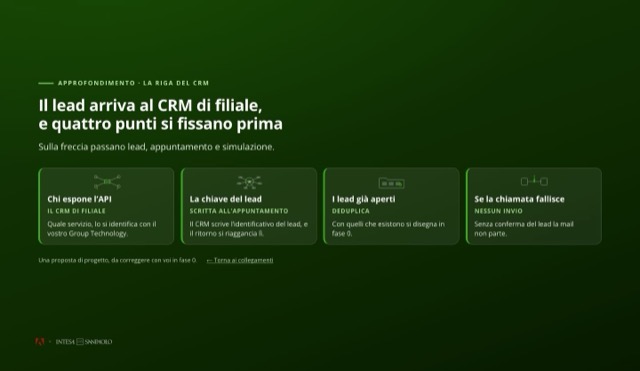 APPROFONDIMENTO · LA RIGA DEL CRM
Il lead arriva al CRM di filiale,
e quattro punti si fissano prima
Sulla freccia passano lead, appuntamento e simulazione.
Chi espone l'API
IL CRM DI FILIALE
Quale servizio, lo si identifica con il
vostro Group Technology.
La chiave del lead
SCRITTA ALL'APPUNTAMENTO
Il CRM scrive l'identificativo del lead, e
il ritorno si riaggancia lì.
I lead già aperti
DEDUPLICA
Con quelli che esistono si disegna in
fase 0.
Se la chiamata fallisce
NESSUN INVIO
Senza conferma del lead la mail
non parte.
Una proposta di progetto, da correggere con voi in fase 0.
← Torna ai collegamenti
INTESA SANPAOLO